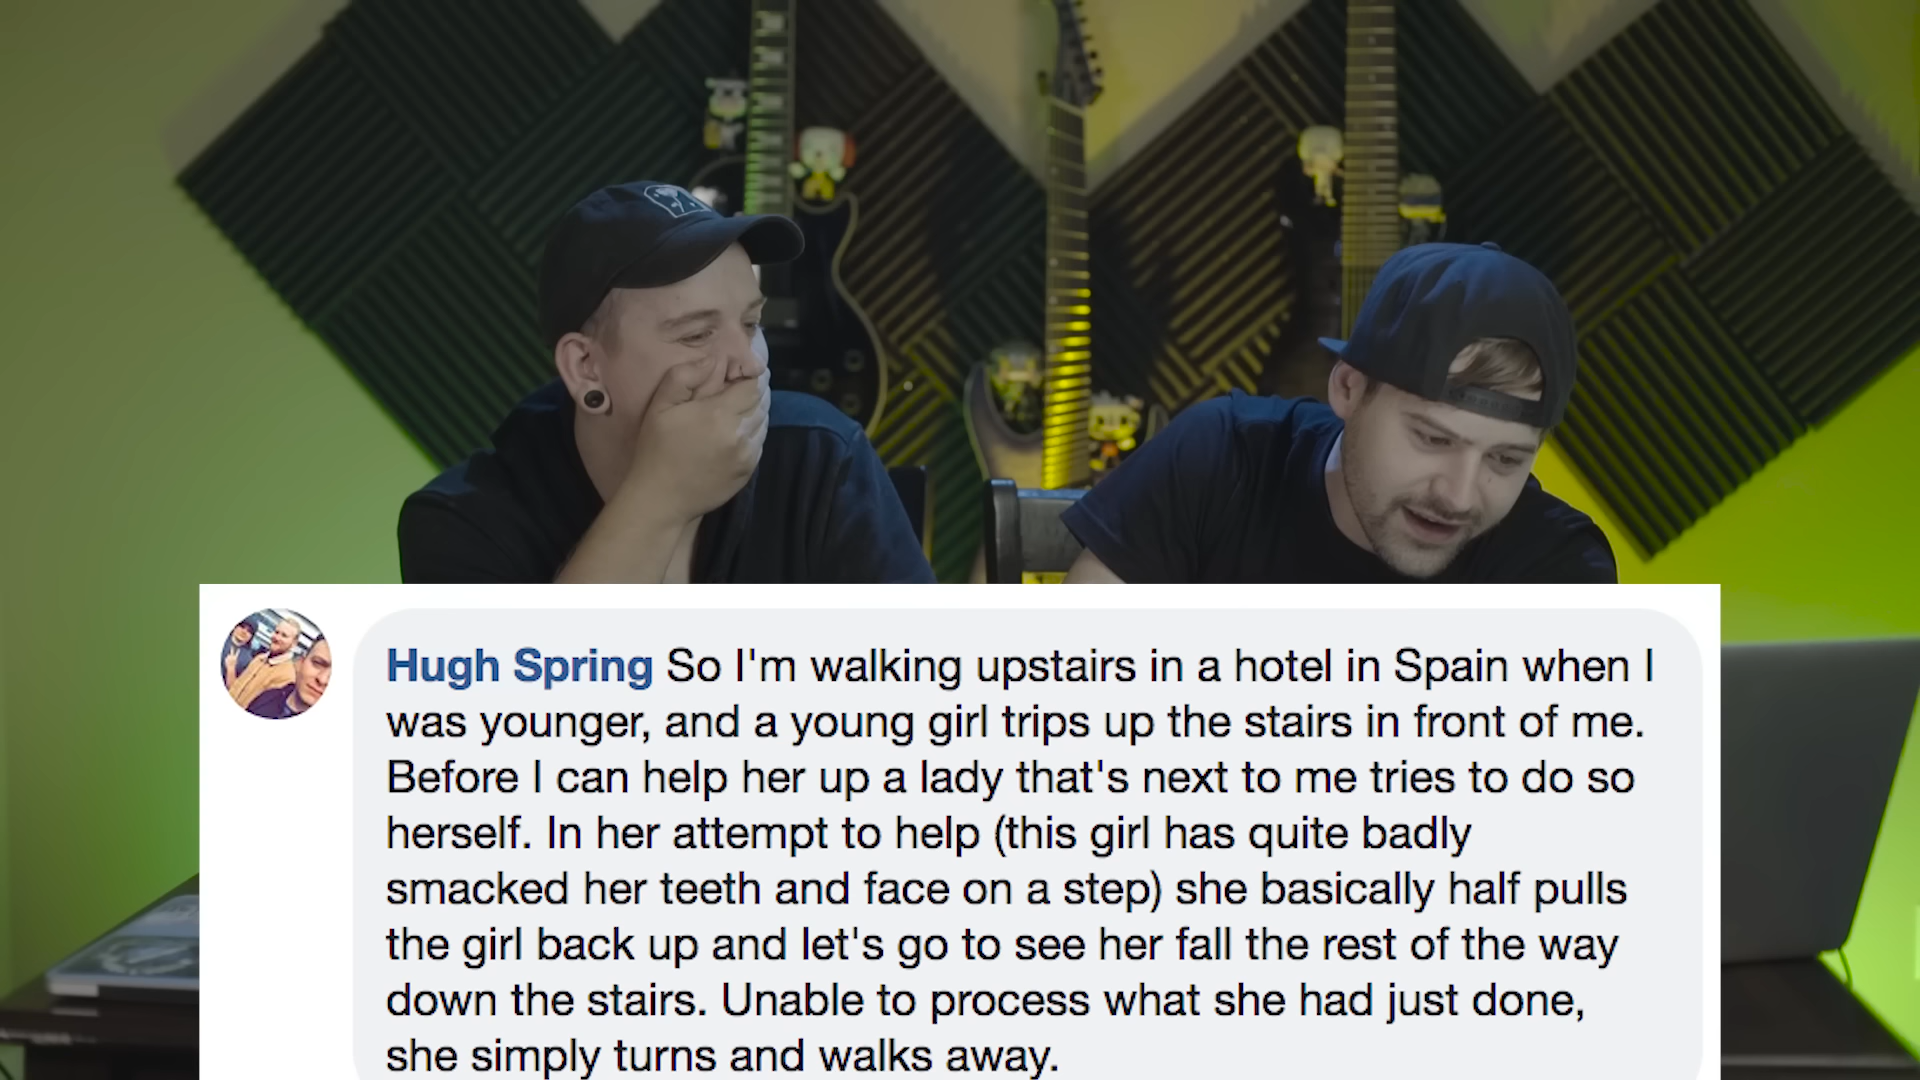 Hugh Spring So I'm walking upstairs in a hotel in Spain when I
was younger, and a young girl trips up the stairs in front of me.
Before I can help her up a lady that's next to me tries to do so
herself. In her attempt to help (this girl has quite badly
smacked her teeth and face on a step) she basically half pulls
the girl back up and let's go to see her fall the rest of the way
down the stairs. Unable to process what she had just done,
she simply turns and walks away.